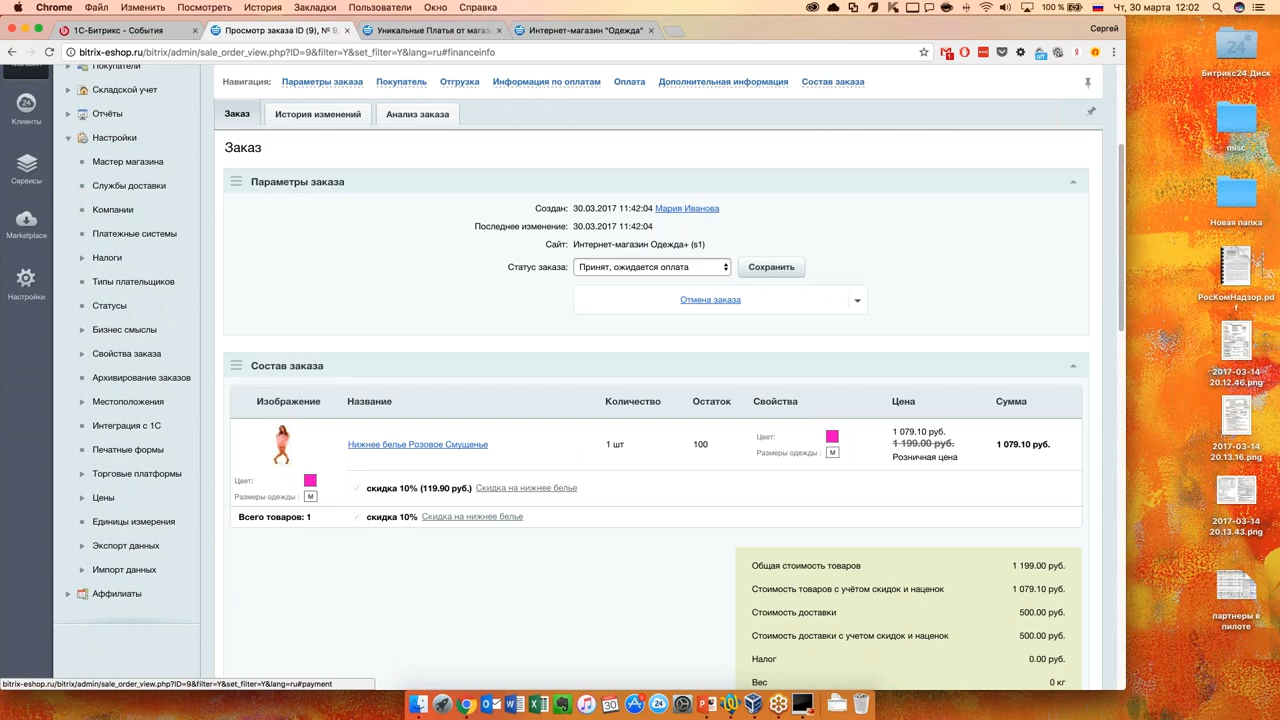 Chrome Файл Изменить Просмотреть История Закладки Пользователи Окно Справка 100 % Чт, 30 марта 12:02
1С-Битрикс - События × Просмотр заказа ID (9), № 9, × Уникальные Платья от магаз × Интернет-магазин "Одежда" × Сергей
bitrix-eshop.ru/bitrix/admin/sale_order_view.php?ID=9&filter=Y&set_filter=Y&lang=ru#financeinfo
Клиенты
Сервисы
Marketplace
Настройки
Покупатели
Складской учет
Отчёты
Настройки
Мастер магазина
Службы доставки
Компании
Платежные системы
Налоги
Типы плательщиков
Статусы
Бизнес смыслы
Свойства заказа
Архивирование заказов
Местоположения
Интеграция с 1С
Печатные формы
Торговые платформы
Цены
Единицы измерения
Экспорт данных
Импорт данных
Аффилиаты
Навигация: Параметры заказа Покупатель Отгрузка Информация по оплатам Оплата Дополнительная информация Состав заказа
Заказ История изменений Анализ заказа
Заказ
Параметры заказа
Создан: 30.03.2017 11:42:04 Мария Иванова
Последнее изменение: 30.03.2017 11:42:04
Сайт: Интернет-магазин Одежда+ (s1)
Статус заказа: Принят, ожидается оплата Сохранить
Отмена заказа
Состав заказа
Изображение Название Количество Остаток Свойства Цена Сумма
Нижнее белье Розовое Смущенье 1 шт 100 Цвет: Размеры одежды : M
1 079.10 руб.
1 199.00 руб.
Розничная цена
1 079.10 руб.
Цвет:
Размеры одежды : M
скидка 10% (119.90 руб.) Скидка на нижнее белье
Всего товаров: 1 скидка 10% Скидка на нижнее белье
Общая стоимость товаров 1 199.00 руб.
Стоимость товаров с учётом скидок и наценок 1 079.10 руб.
Стоимость доставки 500.00 руб.
Стоимость доставки с учетом скидок и наценок 500.00 руб.
Налог 0.00 руб.
Вес 0 кг
bitrix-eshop.ru/bitrix/admin/sale_order_view.php?ID=9&filter=Y&set_filter=Y&lang=ru#payment
Битрикс24.Диск
misc
Новая папка
РосКомНадзор.pd
f
2017-03-14
20.12.46.png
2017-03-14
20.13.16.png
2017-03-14
20.13.43.png
партнеры в
пилоте